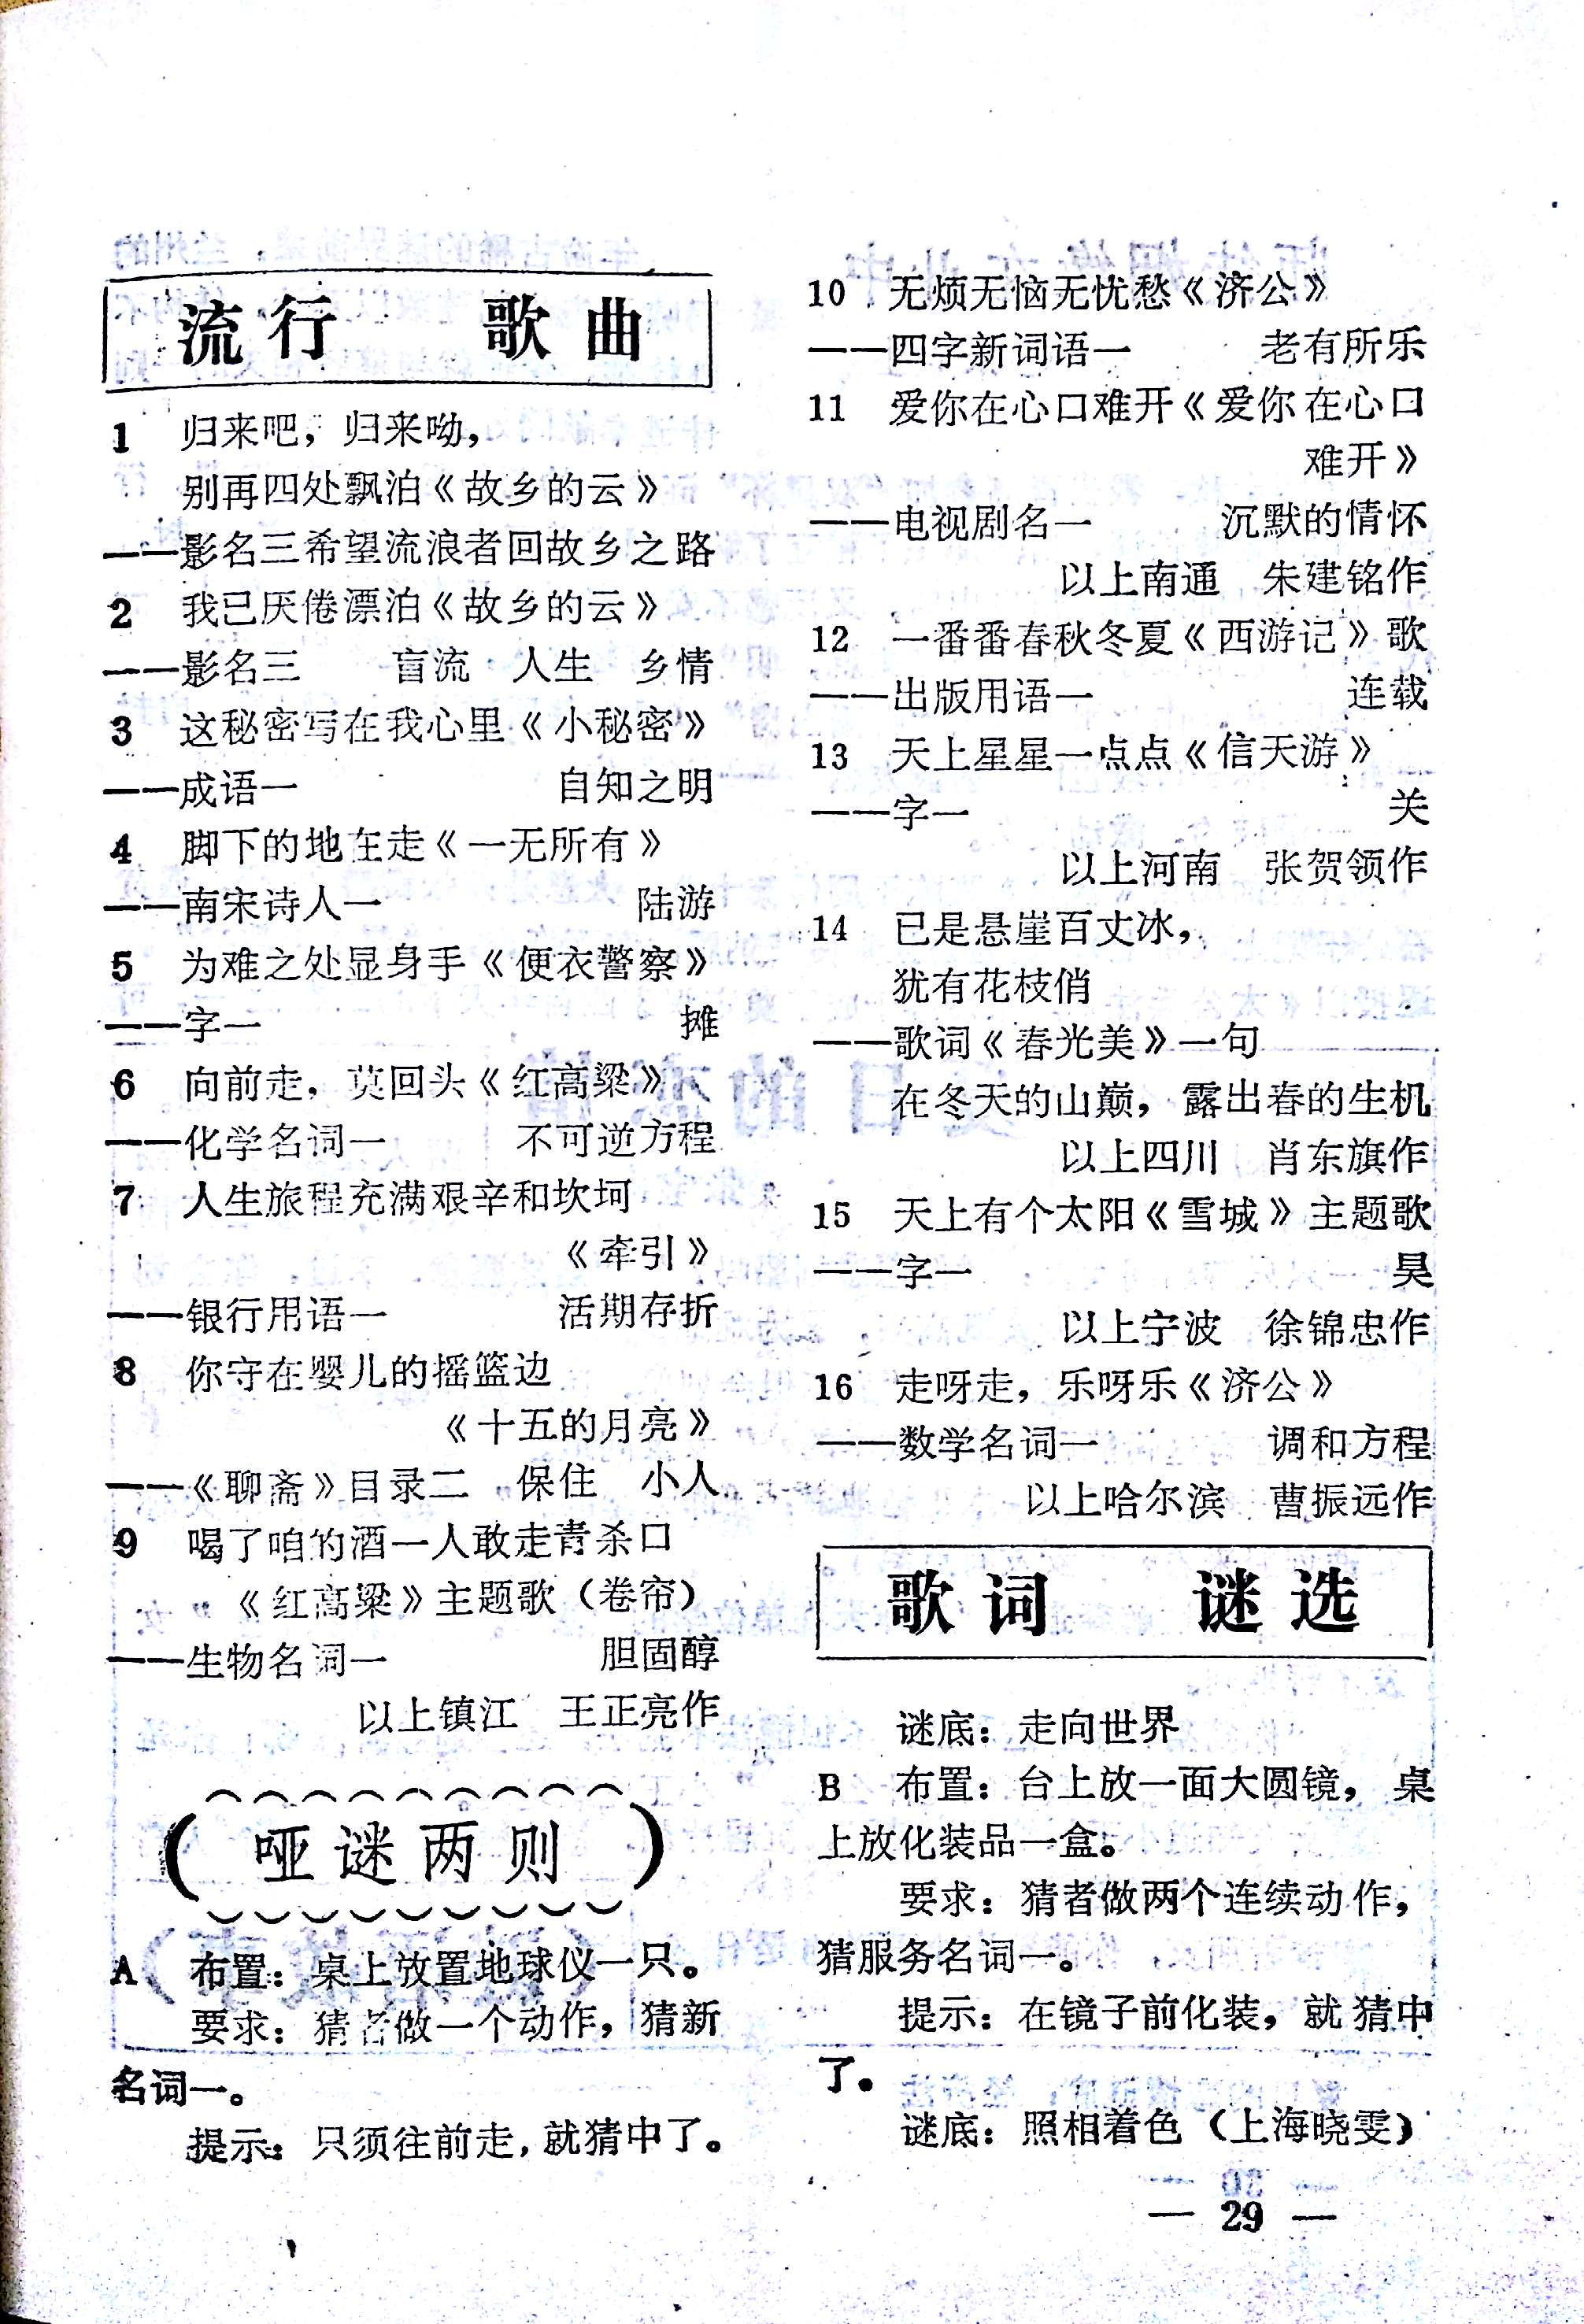 流行 歌曲
1 归来吧，归来呦，
别再四处飘泊《故乡的云》
——影名三希望流浪者回故乡之路
2 我已厌倦漂泊《故乡的云》
——影名三 盲流 人生 乡情
3 这秘密写在我心里《小秘密》
——成语一 自知之明
4 脚下的地在走《一无所有》
——南宋诗人一 陆游
5 为难之处显身手《便衣警察》
——字一 摊
6 向前走，莫回头《红高粱》
——化学名词一 不可逆方程
7 人生旅程充满艰辛和坎坷
《牵引》
——银行用语一 活期存折
8 你守在婴儿的摇篮边
《十五的月亮》
——《聊斋》目录二 保住 小人
9 喝了咱的酒一人敢走青杀口
《红高粱》主题歌（卷帘）
——生物名词一 胆固醇
以上镇江 王正亮作
哑谜两则
A 布置：桌上放置地球仪一只。
要求：猜者做一个动作，猜新
名词一。
提示：只须往前走，就猜中了。
10 无烦无恼无忧愁《济公》
——四字新词语一 老有所乐
11 爱你在心口难开《爱你在心口
难开》
——电视剧名一 沉默的情怀
以上南通 朱建铭作
12 一番番春秋冬夏《西游记》歌
——出版用语一 连载
13 天上星星一点点《信天游》
——字一 关
以上河南 张贺领作
14 已是悬崖百丈冰，
犹有花枝俏
——歌词《春光美》一句
在冬天的山巅，露出春的生机
以上四川 肖东旗作
15 天上有个太阳《雪城》主题歌
——字一 昊
以上宁波 徐锦忠作
16 走呀走，乐呀乐《济公》
——数学名词一 调和方程
以上哈尔滨 曹振远作
歌词 谜选
谜底：走向世界
B 布置：台上放一面大圆镜，桌
上放化装品一盒。
要求：猜者做两个连续动作，
猜服务名词一。
提示：在镜子前化装，就猜中
了。
谜底：照相着色（上海晓雯）
— 29 —